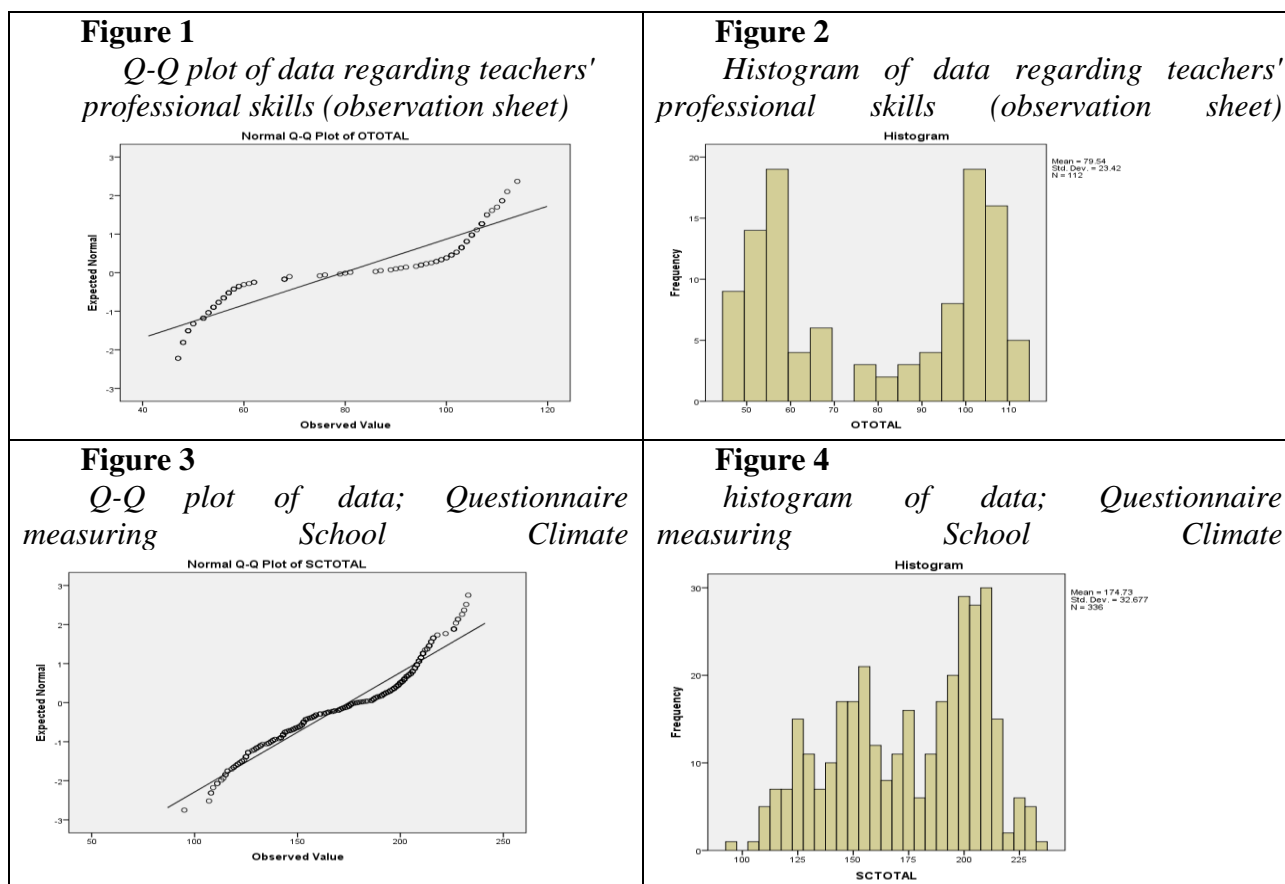 Figure 1
Q-Q plot of data regarding teachers'
professional skills (observation sheet)
Normal Q-Q Plot of OTOTAL
Expected Normal
3
2
1
0
-1
-2
-3
40 60 80 100 120
Observed Value
Figure 2
Histogram of data regarding teachers'
professional skills (observation sheet)
Histogram
Mean = 79.54
Std. Dev. = 23.42
N = 112
Frequency
20
15
10
5
0
50 60 70 80 90 100 110
OTOTAL
Figure 3
Q-Q plot of data; Questionnaire
measuring School Climate
Normal Q-Q Plot of SCTOTAL
Expected Normal
3
2
1
0
-1
-2
-3
50 100 150 200 250
Observed Value
Figure 4
histogram of data; Questionnaire
measuring School Climate
Histogram
Mean = 174.73
Std. Dev. = 32.677
N = 336
Frequency
30
20
10
0
100 125 150 175 200 225
SCTOTAL